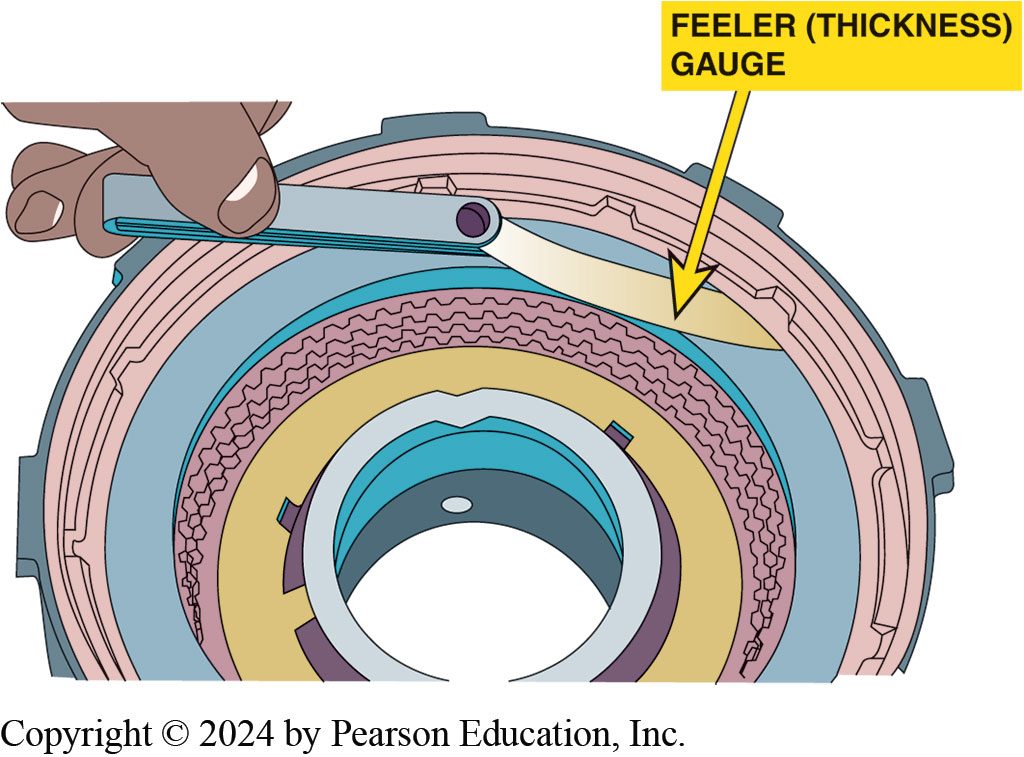 FEELER (THICKNESS)
GAUGE
Copyright © 2024 by Pearson Education, Inc.